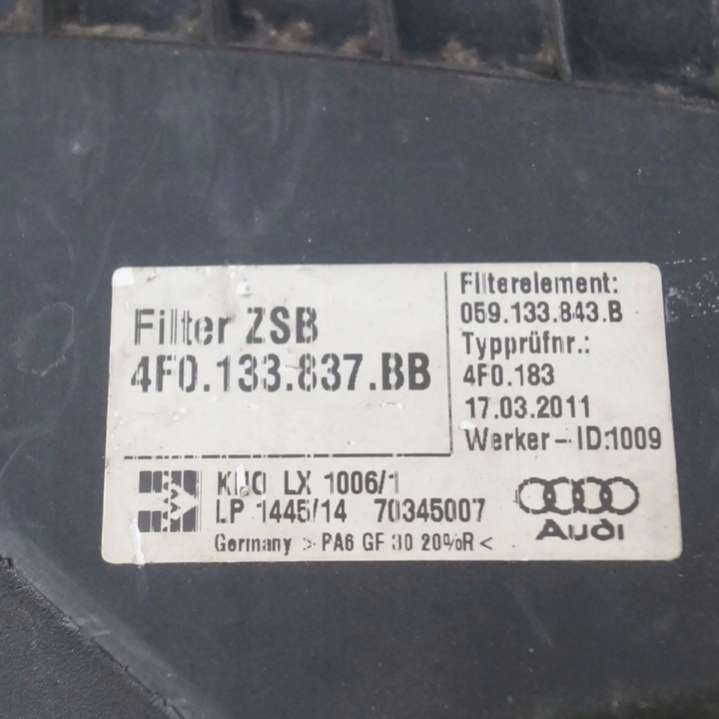 Filter ZSB
4F0.133.837.BB
Filterelement:
059.133.843.B
Typprüfnr.:
4F0.183
17.03.2011
Werker-ID:1009
LX 1006/1
LP 1445/14 70345007
Germany >PA6 GF 30 20%R<
Audi